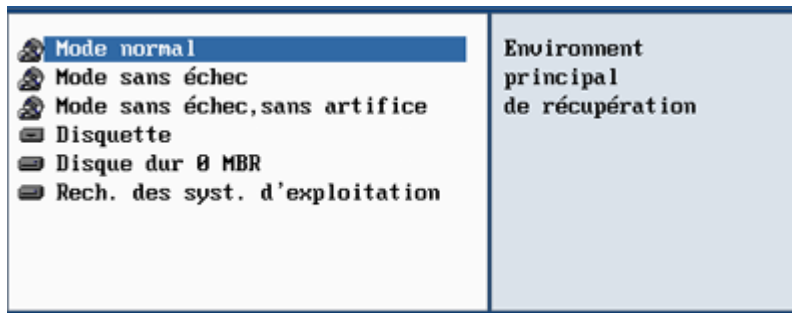 Mode normal
Mode sans échec
Mode sans échec,sans artifice
Disquette
Disque dur 0 MBR
Rech. des syst. d'exploitation
Environnent
principal
de récupération